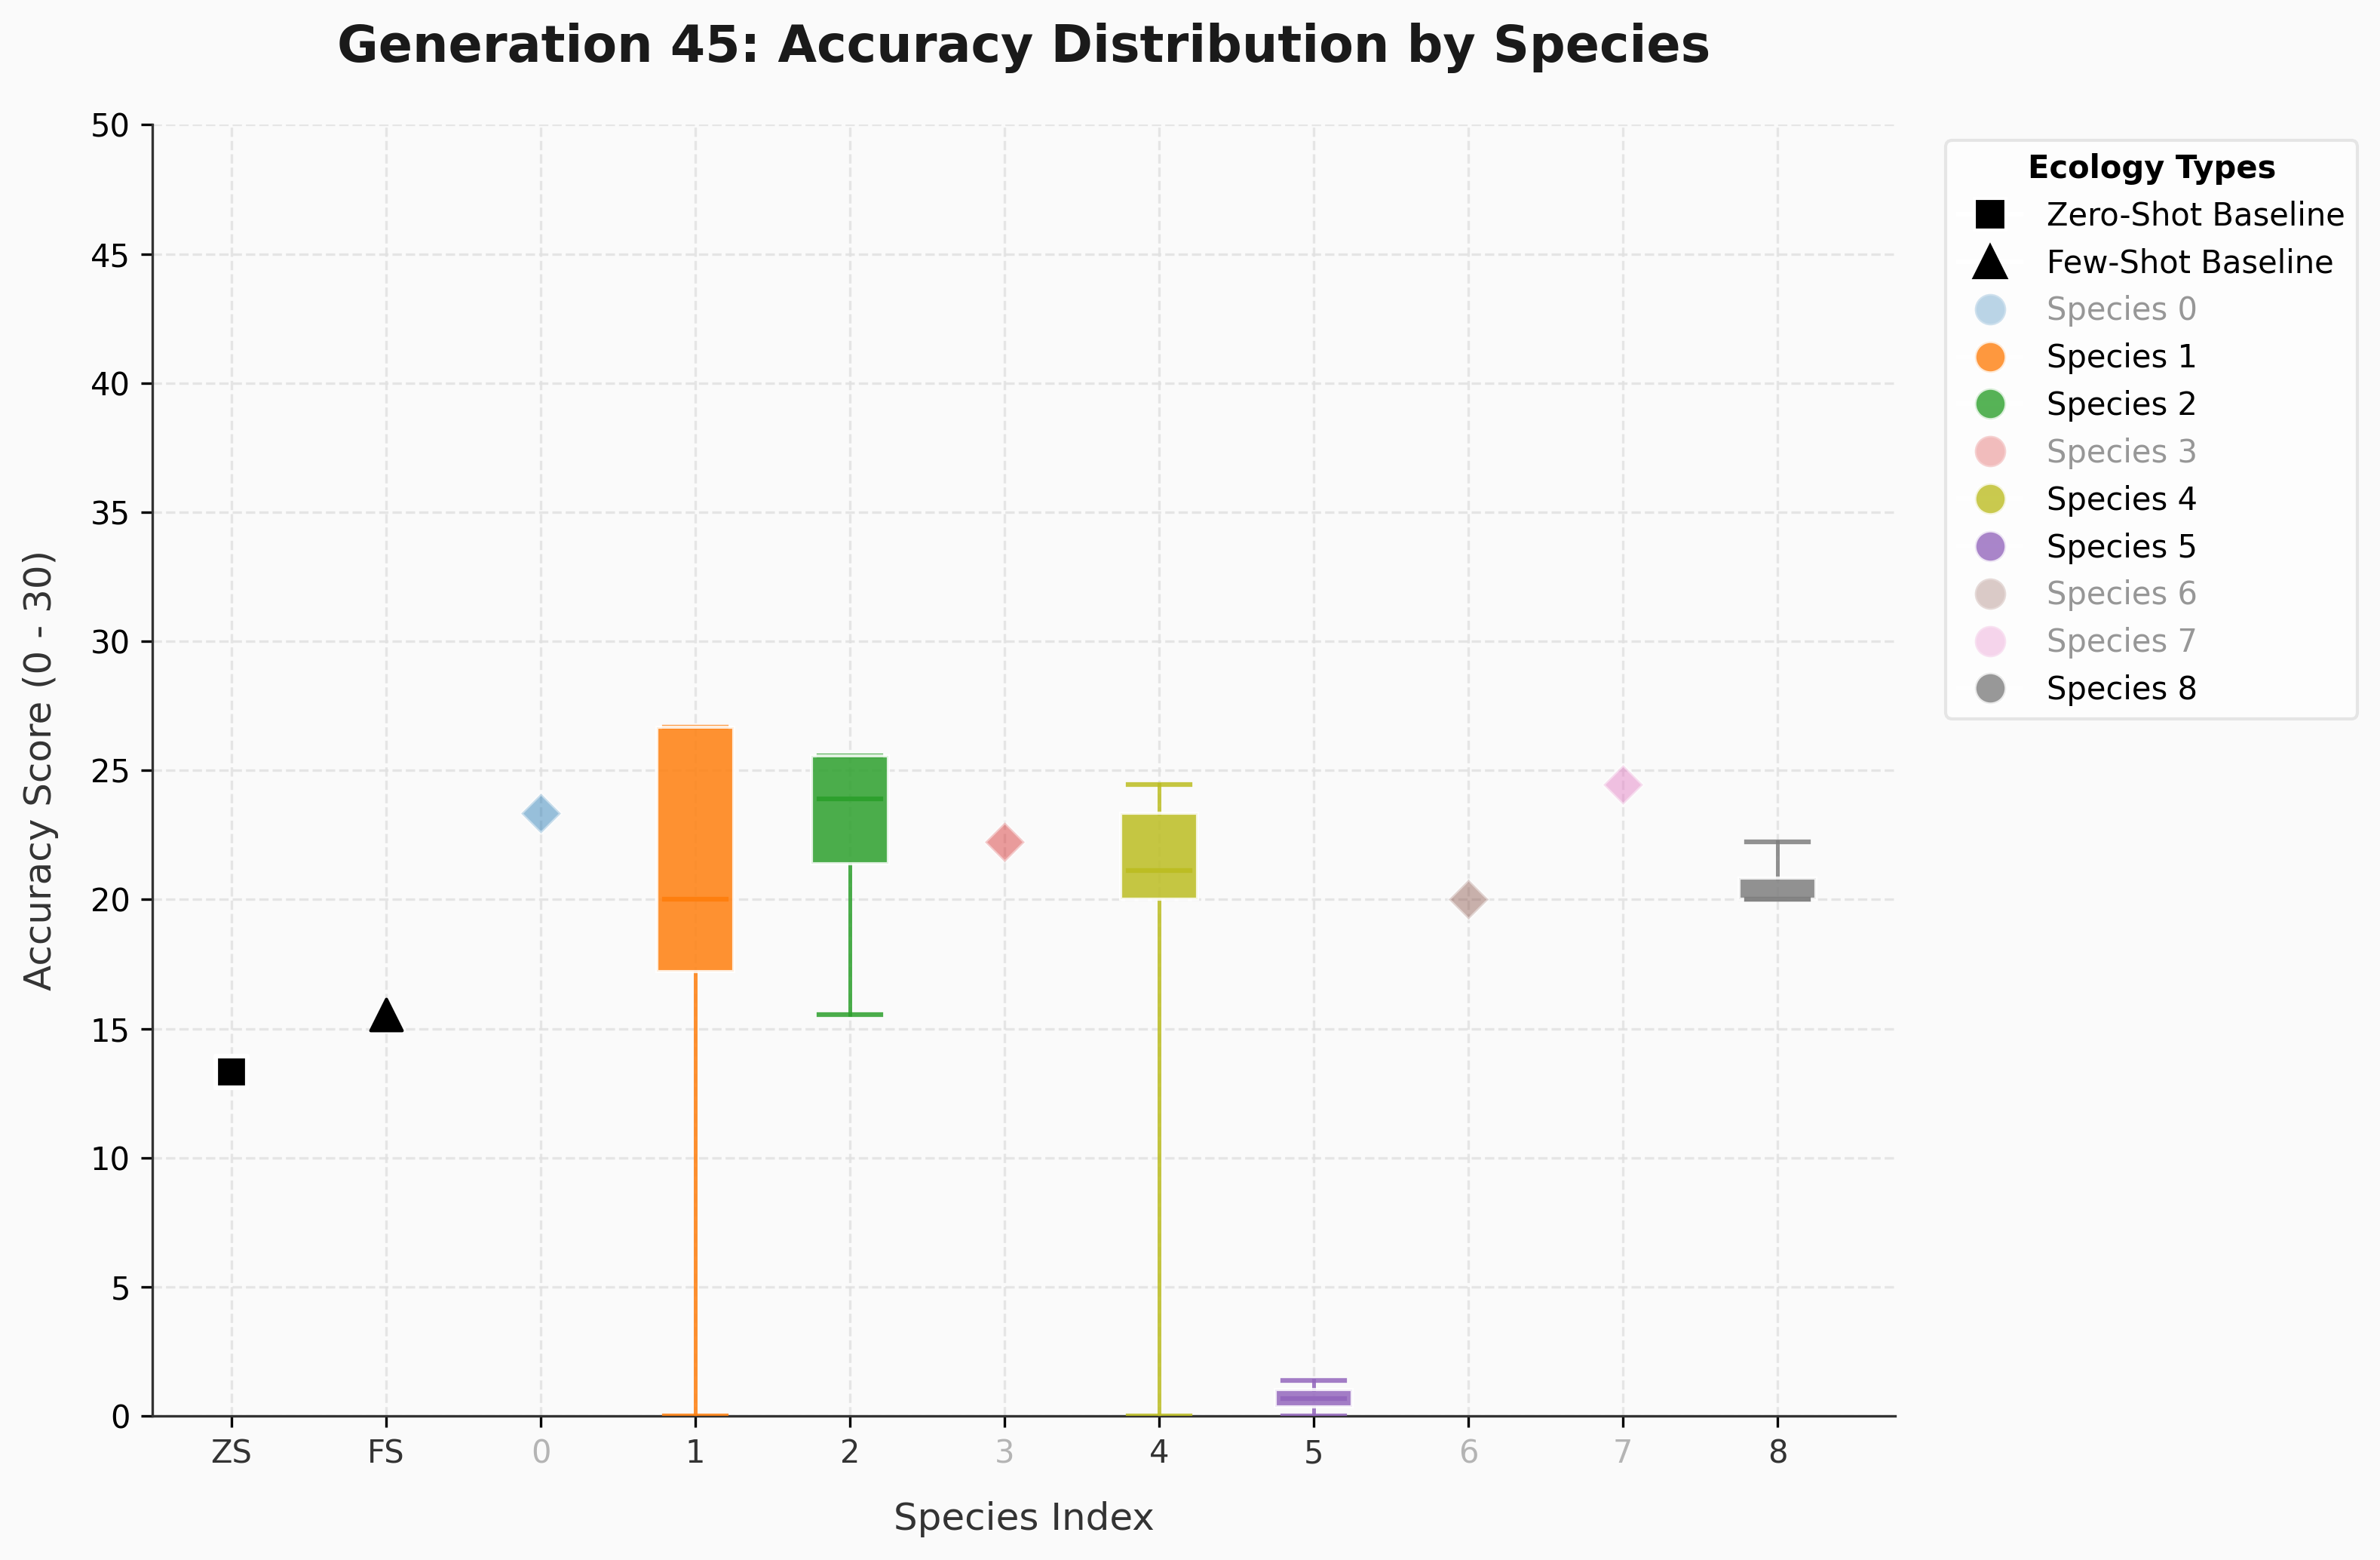 Generation 45: Accuracy Distribution by Species
50
45
40
35
30
25
20
15
10
5
0
Accuracy Score (0 - 30)
ZS FS 0 1 2 3 4 5 6 7 8
Species Index
Ecology Types
Zero-Shot Baseline
Few-Shot Baseline
Species 0
Species 1
Species 2
Species 3
Species 4
Species 5
Species 6
Species 7
Species 8